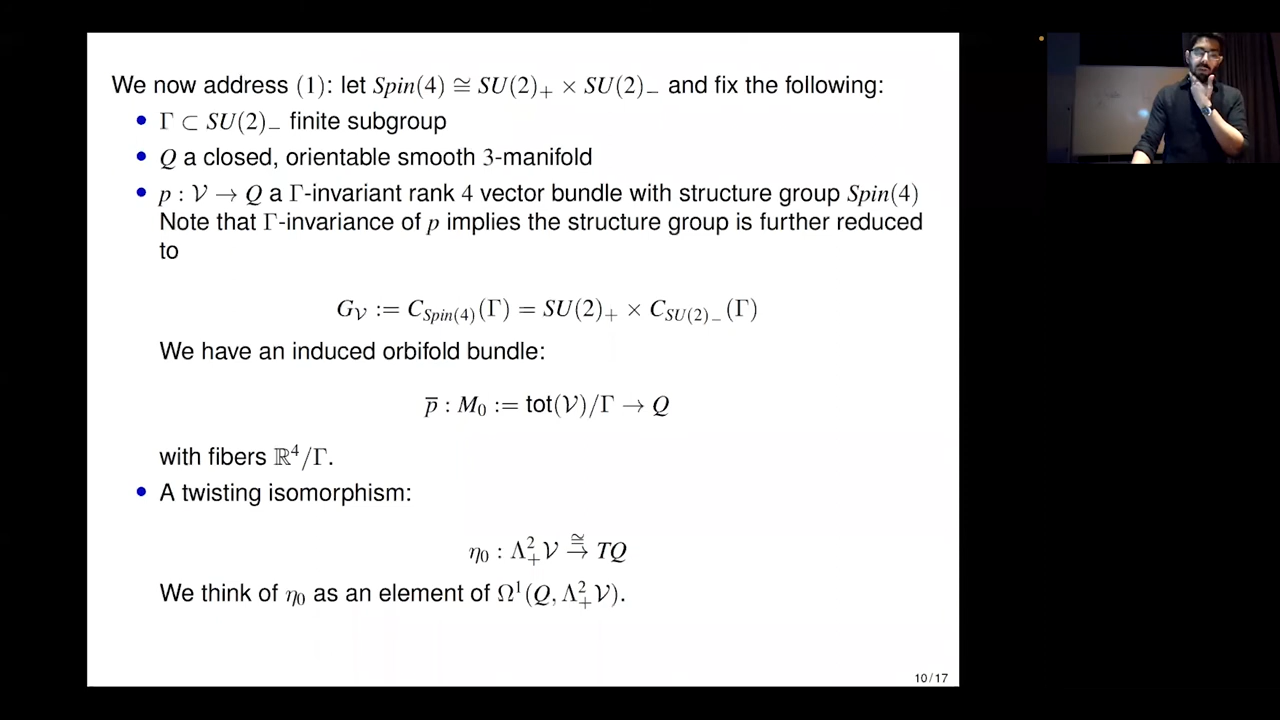 We now address (1): let Spin(4) ≅ SU(2)₊ × SU(2)₋ and fix the following:
• Γ ⊂ SU(2)₋ finite subgroup
• Q a closed, orientable smooth 3-manifold
• p : 𝒱 → Q a Γ-invariant rank 4 vector bundle with structure group Spin(4)
Note that Γ-invariance of p implies the structure group is further reduced
to
G_𝒱 := C_{Spin(4)}(Γ) = SU(2)₊ × C_{SU(2)₋}(Γ)
We have an induced orbifold bundle:
p̅ : M₀ := tot(𝒱)/Γ → Q
with fibers ℝ⁴/Γ.
• A twisting isomorphism:
η₀ : Λ²₊𝒱 ≅→ TQ
We think of η₀ as an element of Ω¹(Q, Λ²₊𝒱).
10 / 17